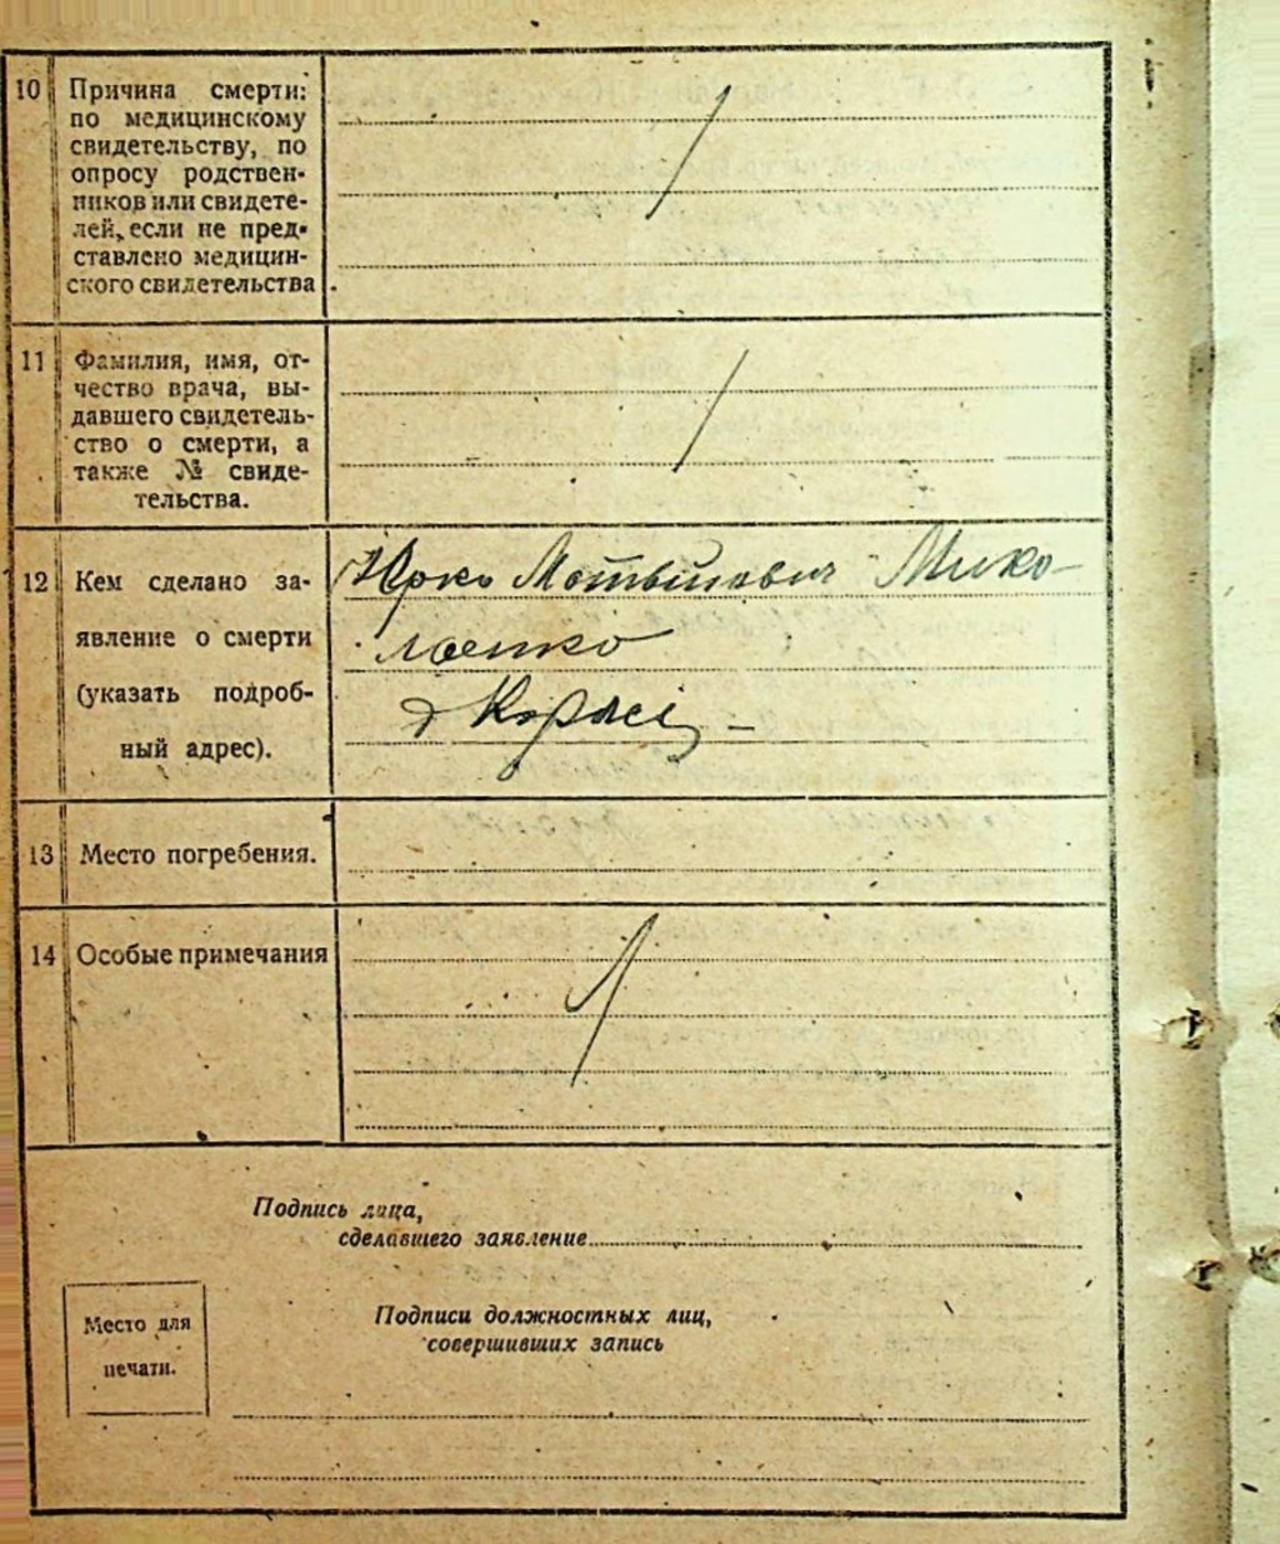 10 Причина смерти:
по медицинскому
свидетельству, по
опросу родствен-
ников или свидете-
лей, если не пред-
ставлено медицин-
ского свидетельства.
11 Фамилия, имя, от-
чество врача, вы-
давшего свидетель-
ство о смерти, а
также № свиде-
тельства.
12 Кем сделано за-
явление о смерти
(указать подроб-
ный адрес).
Мико-
13 Место погребения.
14 Особые примечания
Подпись лица,
сделавшего заявление
Место для
печати.
Подписи должностных лиц,
совершивших запись